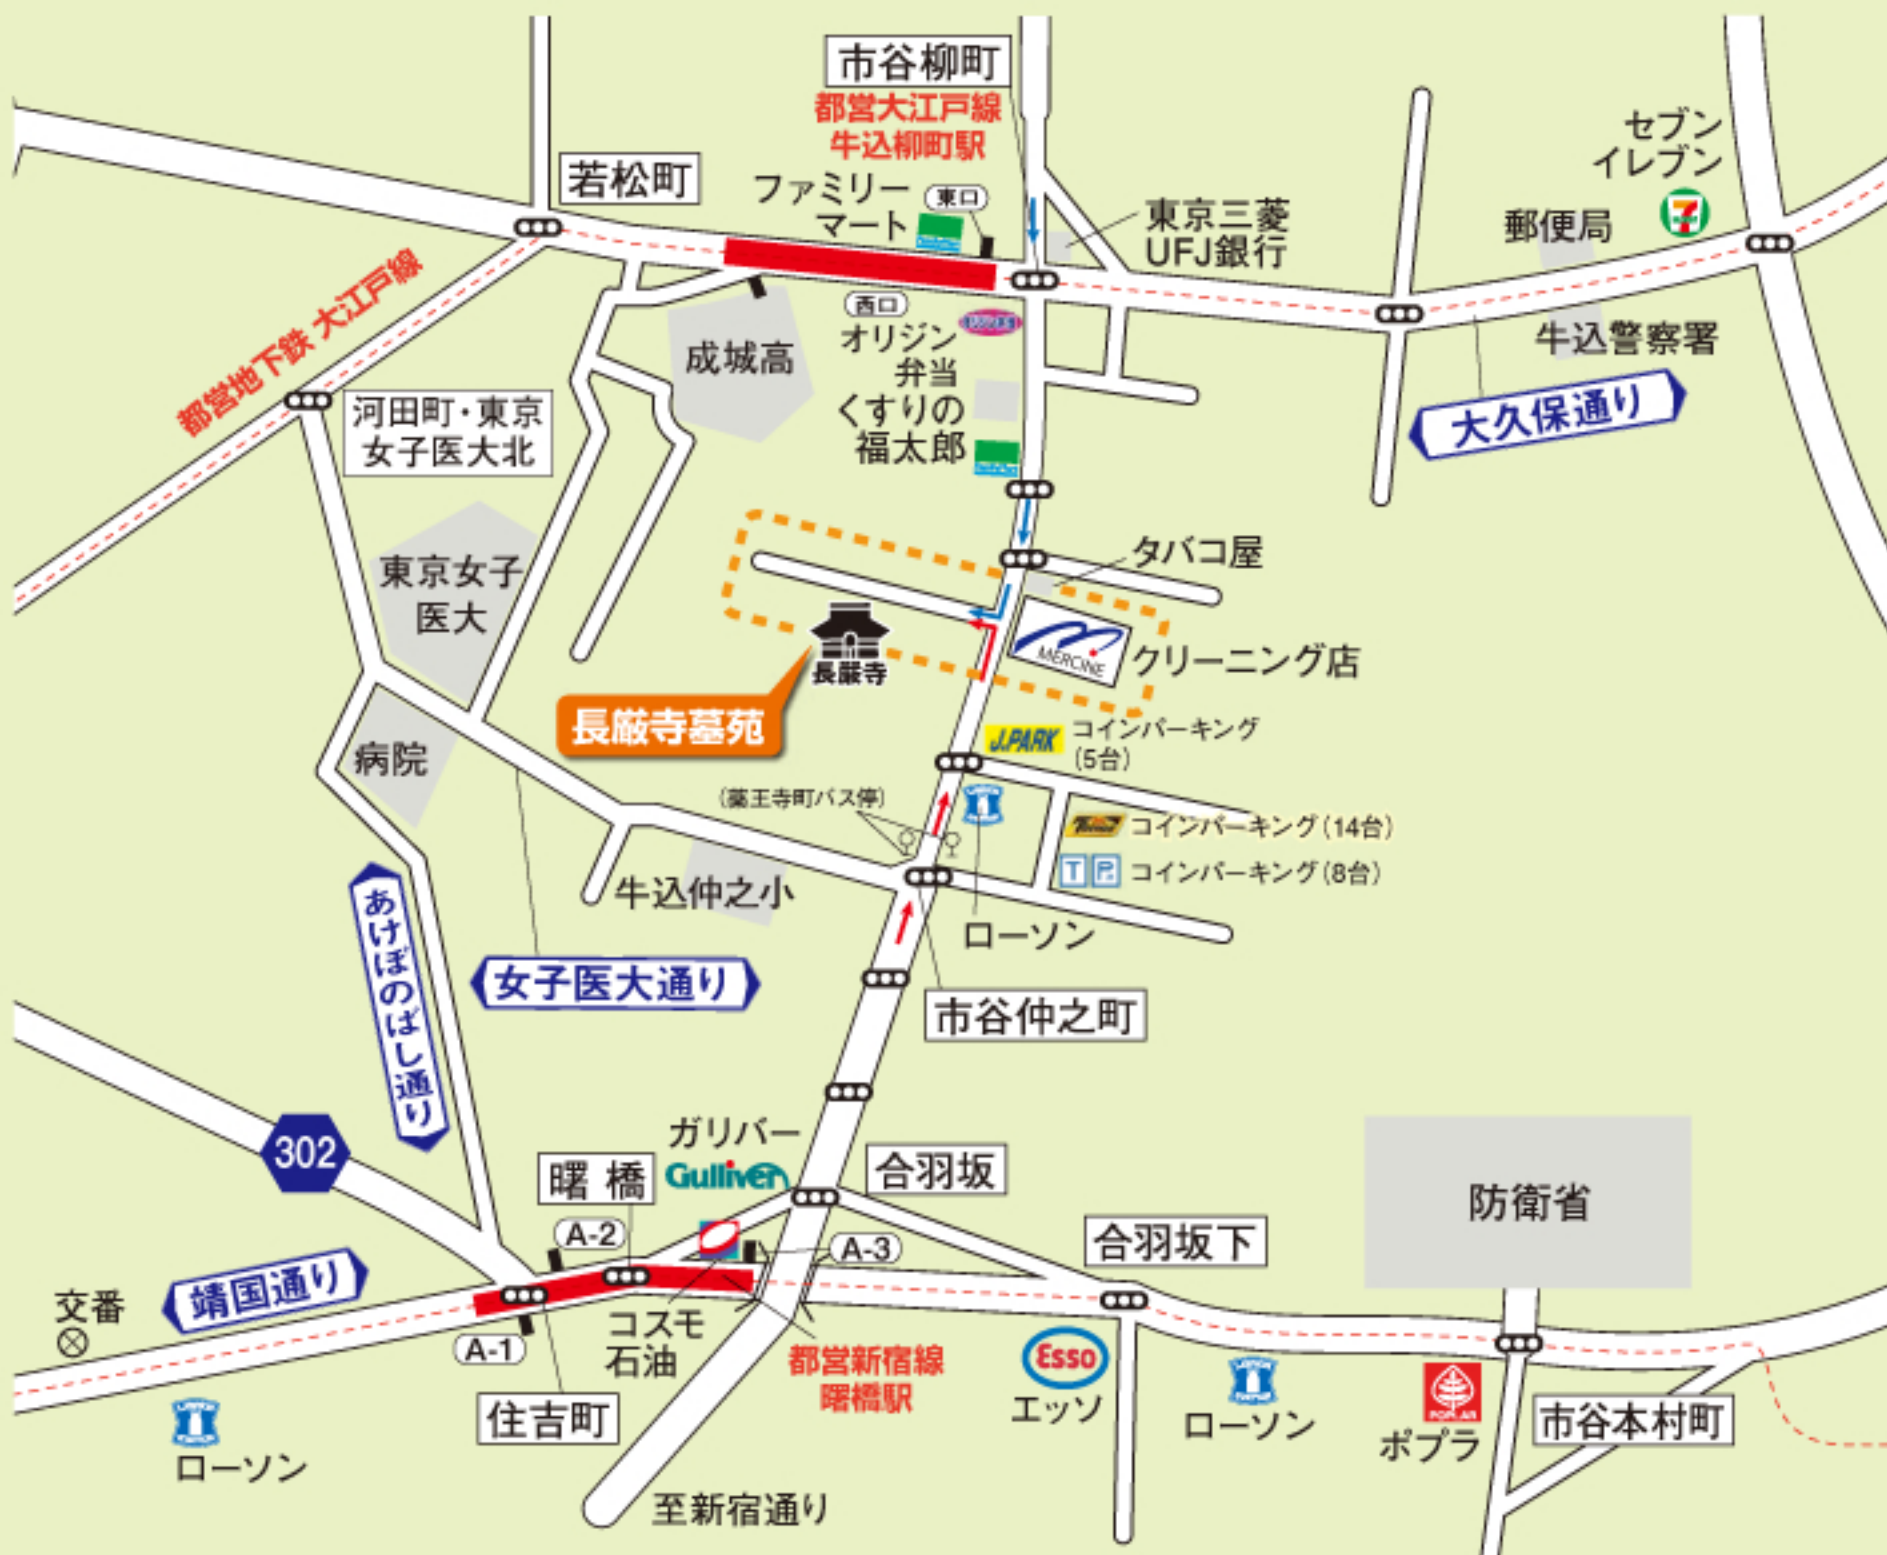 市谷柳町
都営大江戸線
牛込柳町駅
若松町
ファミリー
マート
東口
東京三菱
UFJ銀行
セブン
イレブン
7
郵便局
都営地下鉄 大江戸線
西口
オリジン
弁当
成城高
牛込警察署
大久保通り
くすりの
福太郎
河田町・東京
女子医大北
東京女子
医大
タバコ屋
MERCINE
クリーニング店
長厳寺
長厳寺墓苑
病院
J.PARK
コインパーキング
(5台)
(薬王寺町バス停)
コインパーキング(14台)
T P
コインパーキング(8台)
牛込仲之小
ローソン
あけぼのばし通り
女子医大通り
市谷仲之町
302
ガリバー
Gulliver
合羽坂
曙橋
A-2
A-3
合羽坂下
防衛省
靖国通り
交番
A-1
コスモ
石油
都営新宿線
曙橋駅
Esso
エッソ
ローソン
POPLAR
ポプラ
市谷本村町
住吉町
ローソン
至新宿通り